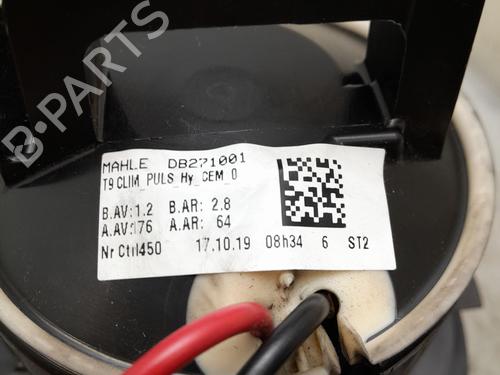 B-PARTS
MAHLE DB271001
T9 CLIM_PULS_Hy_CEM_0
B.AV:1.2 B.AR: 2.8
A.AV:76 A.AR: 64
Nr Ctrl450 17.10.19 08h34 6 ST2